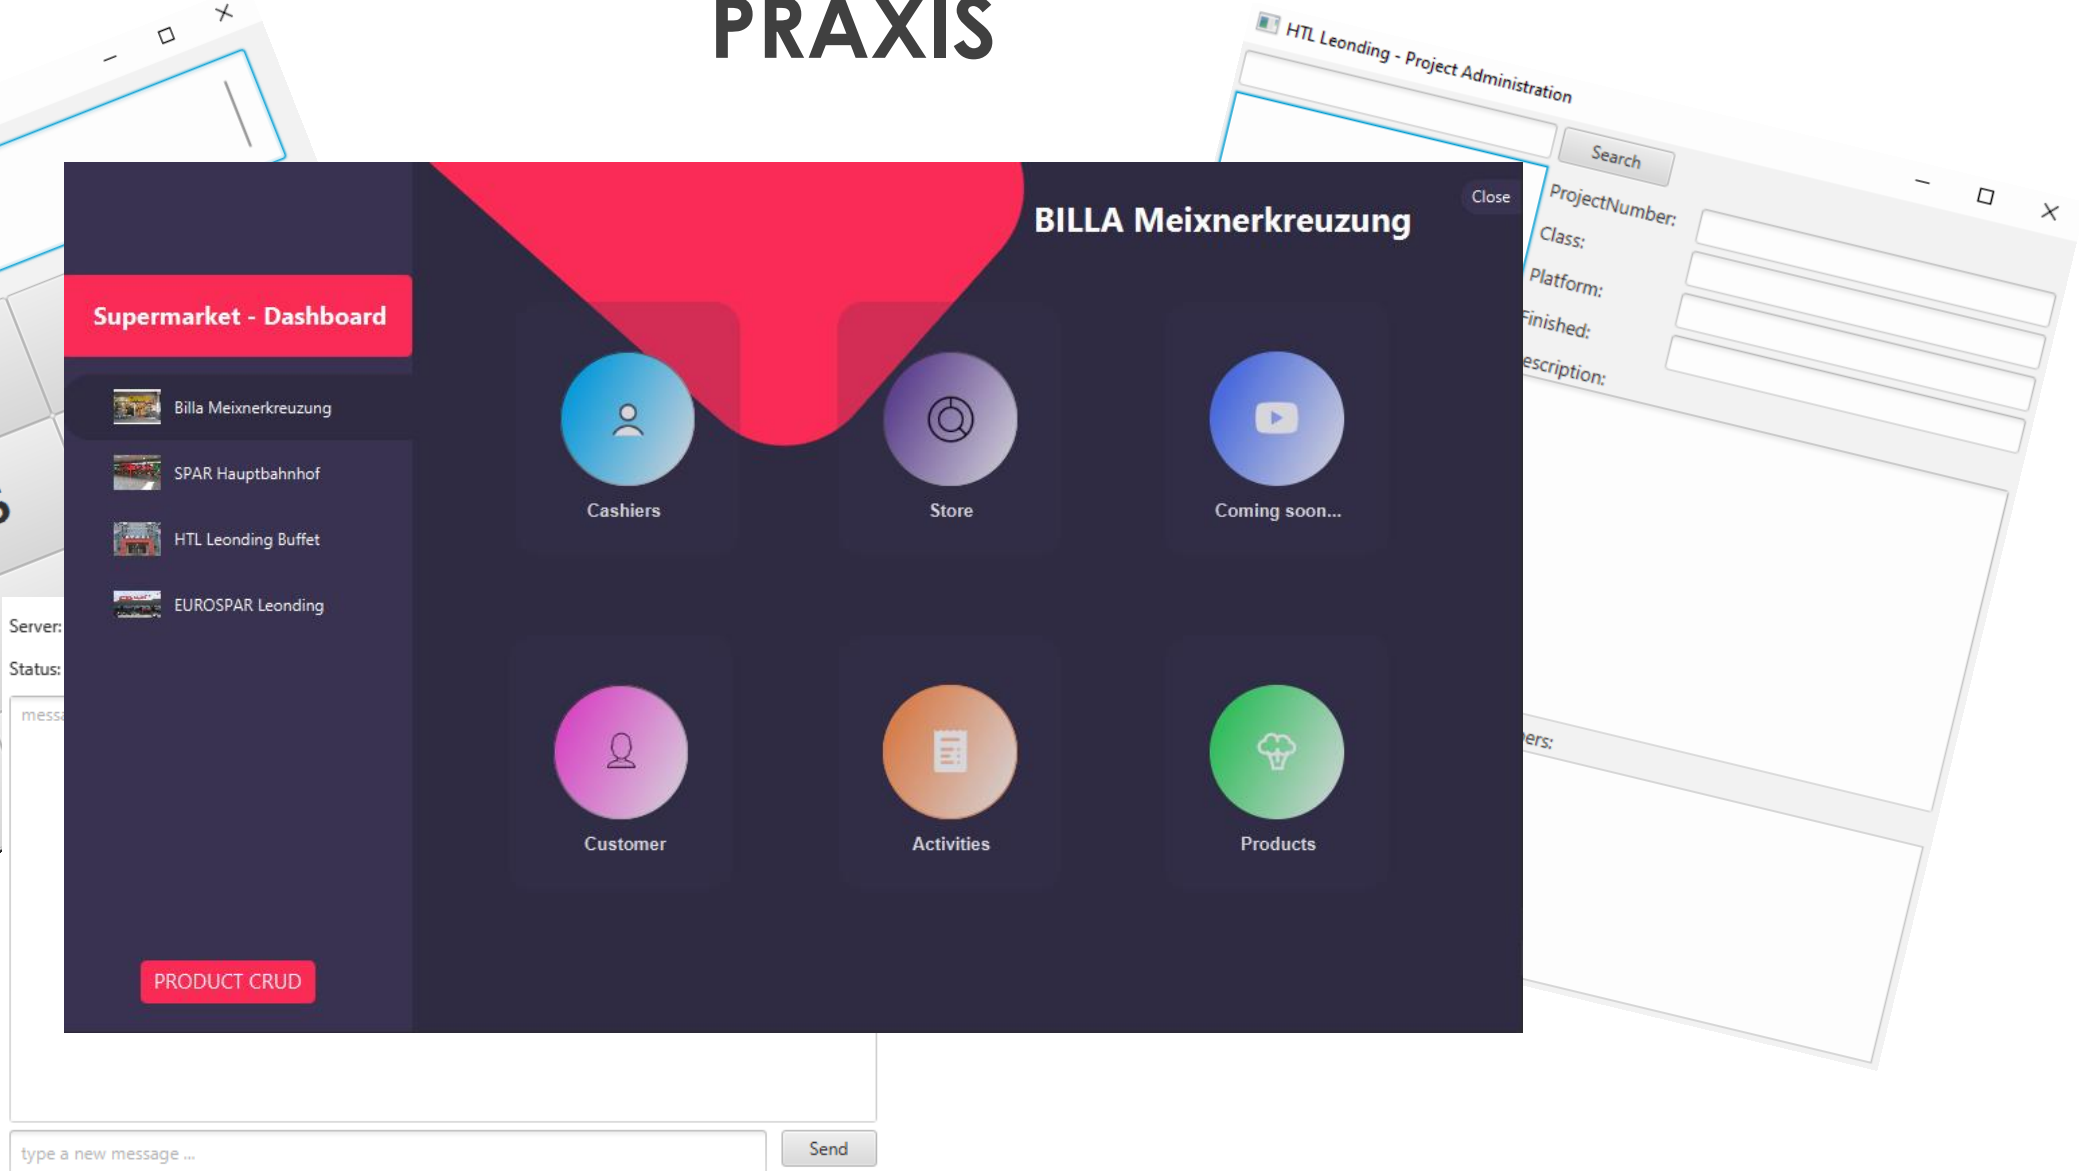 PRAXIS
HTL Leonding - Project Administration
Search
ProjectNumber:
Class:
Platform:
Finished:
escription:
ers:
BILLA Meixnerkreuzung
Close
Supermarket - Dashboard
Billa Meixnerkreuzung
SPAR Hauptbahnhof
HTL Leonding Buffet
EUROSPAR Leonding
PRODUCT CRUD
Cashiers
Store
Coming soon...
Customer
Activities
Products
Server:
Status:
messa
type a new message ...
Send